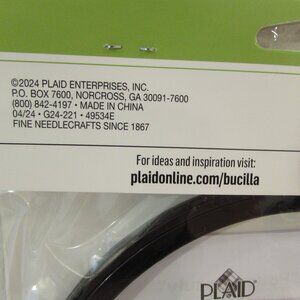 ©2024 PLAID ENTERPRISES, INC.
P.O. BOX 7600, NORCROSS, GA 30091-7600
(800) 842-4197 • MADE IN CHINA
04/24 • G24-221 • 49534E
FINE NEEDLECRAFTS SINCE 1867
For ideas and inspiration visit:
plaidonline.com/bucilla
PLAID